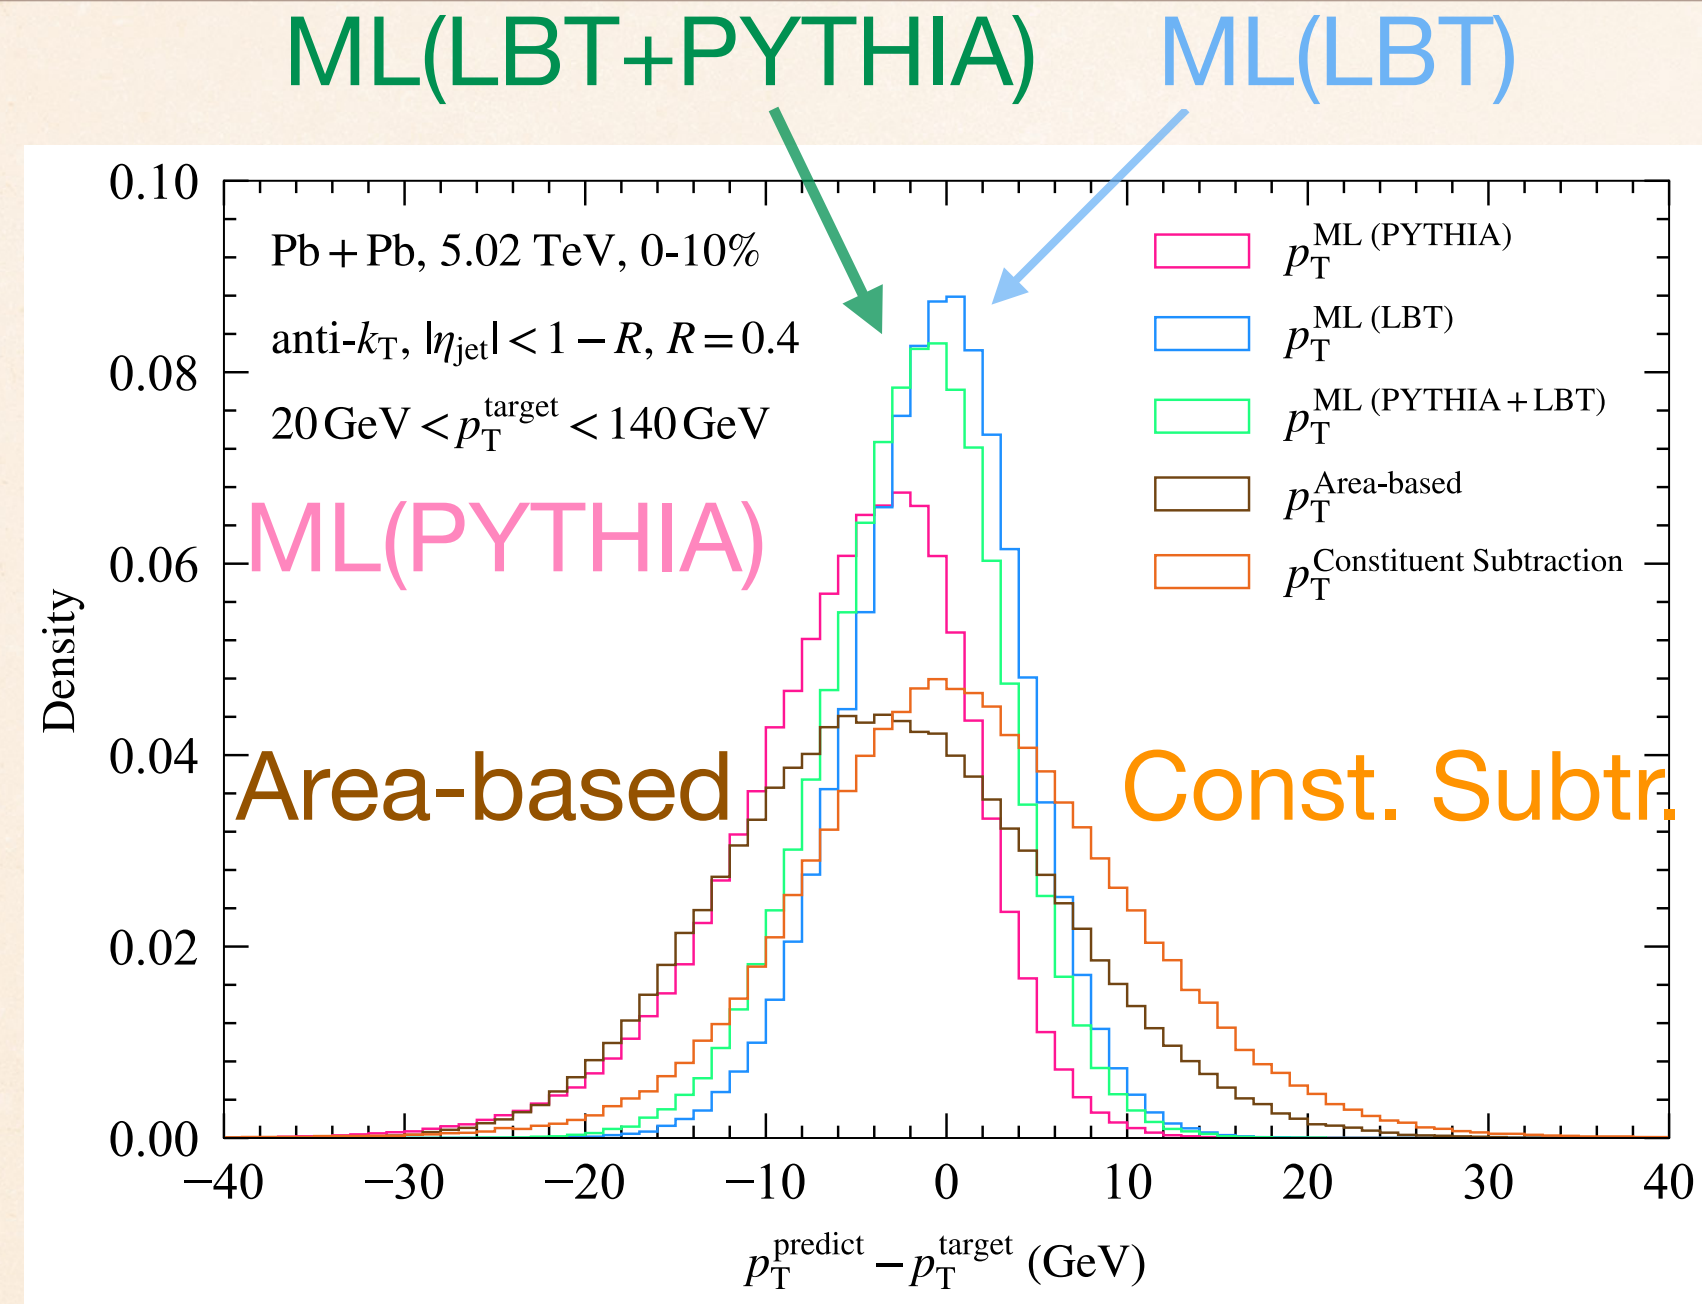 ML(LBT+PYTHIA)
ML(LBT)
0.10
0.08
0.06
0.04
0.02
0.00
Density
Pb + Pb, 5.02 TeV, 0-10%
anti-k_T, |η_jet| < 1 − R, R = 0.4
20 GeV < p_T^target < 140 GeV
ML(PYTHIA)
Area-based
p_T^ML (PYTHIA)
p_T^ML (LBT)
p_T^ML (PYTHIA + LBT)
p_T^Area-based
p_T^Constituent Subtraction
Const. Subtr.
−40 −30 −20 −10 0 10 20 30 40
p_T^predict − p_T^target (GeV)